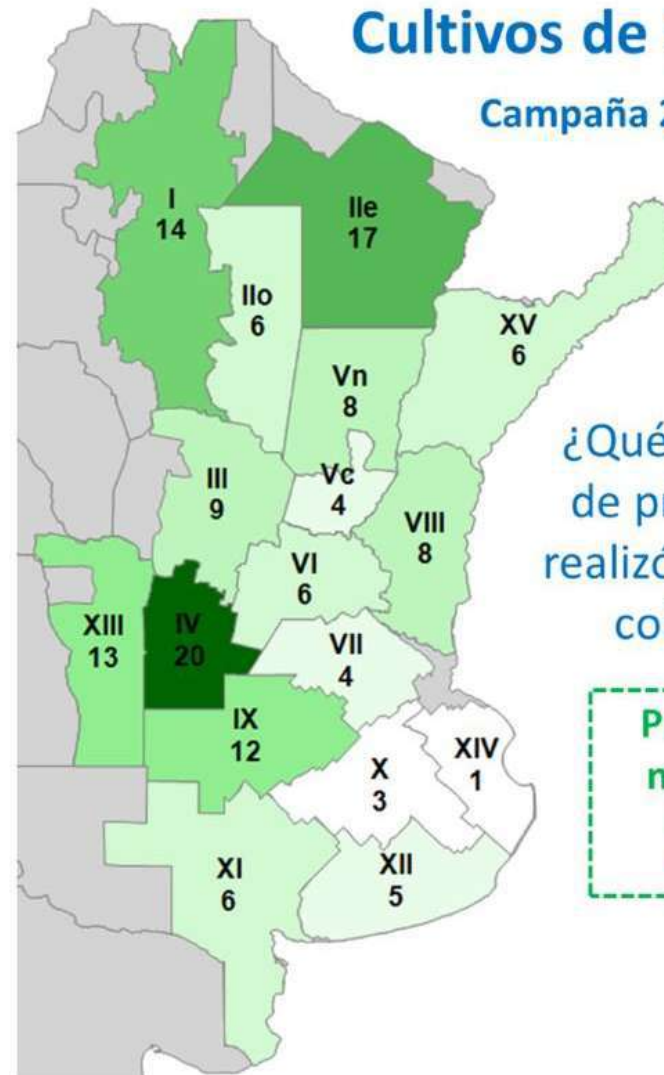 Cultivos de
Campaña 2
I
14
IIe
17
IIo
6
XV
6
Vn
8
¿Qué
de pr
realizó
co
III
9
Vc
4
VIII
8
VI
6
XIII
13
IV
20
VII
4
P
n
IX
12
X
3
XIV
1
XI
6
XII
5